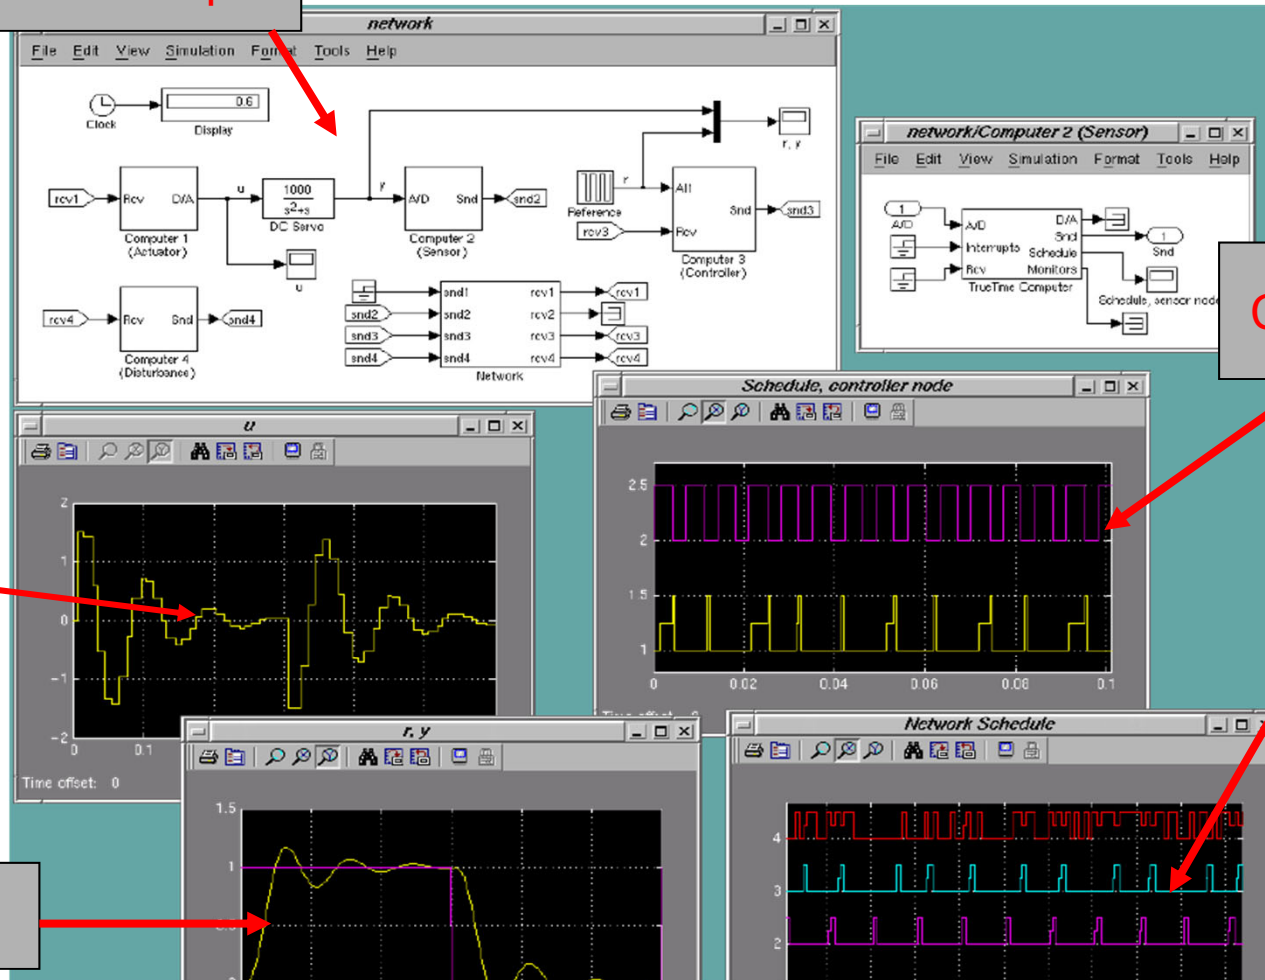 network
File Edit View Simulation Format Tools Help
Clock
0.6
Display
r, y
rcv1
Rcv D/A
Computer 1
(Actuator)
u
1000
s²+s
DC Servo
y
A/D Snd
snd2
Computer 2
(Sensor)
Reference
r
rcv3
A/I
Rcv
Snd
snd3
Computer 3
(Controller)
u
rcv4
Rcv Snd
snd4
Computer 4
(Disturbance)
snd1 rcv1
rcv1
snd2
snd2 rcv2
snd3
snd3 rcv3
rcv3
snd4
snd4 rcv4
rcv4
Network
network/Computer 2 (Sensor)
File Edit View Simulation Format Tools Help
1
A/D
A/D
Interrupts
Rcv
D/A
Snd
Schedule
Monitors
TrueTime Computer
1
Snd
Schedule, sensor node
u
2
1
0
-1
-2
0 0.1
Time offset: 0
Schedule, controller node
2.5
2
1.5
1
0 0.02 0.04 0.06 0.08 0.1
r, y
1.5
1
0.5
0
Network Schedule
4
3
2